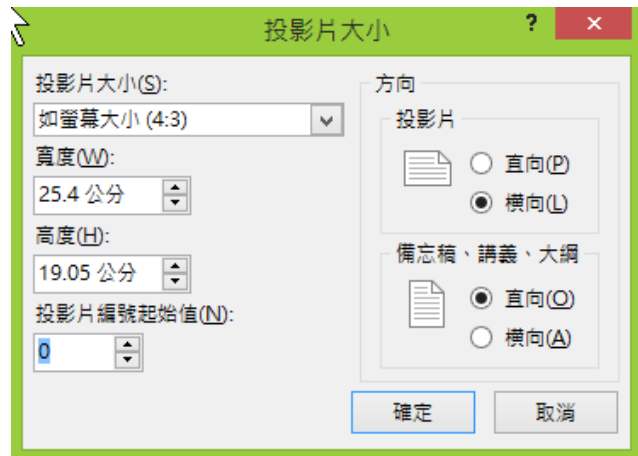 投影片大小
?
×
投影片大小(S):
如螢幕大小 (4:3)
寬度(W):
25.4 公分
高度(H):
19.05 公分
投影片編號起始值(N):
0
方向
投影片
直向(P)
橫向(L)
備忘稿、講義、大綱
直向(O)
橫向(A)
確定
取消